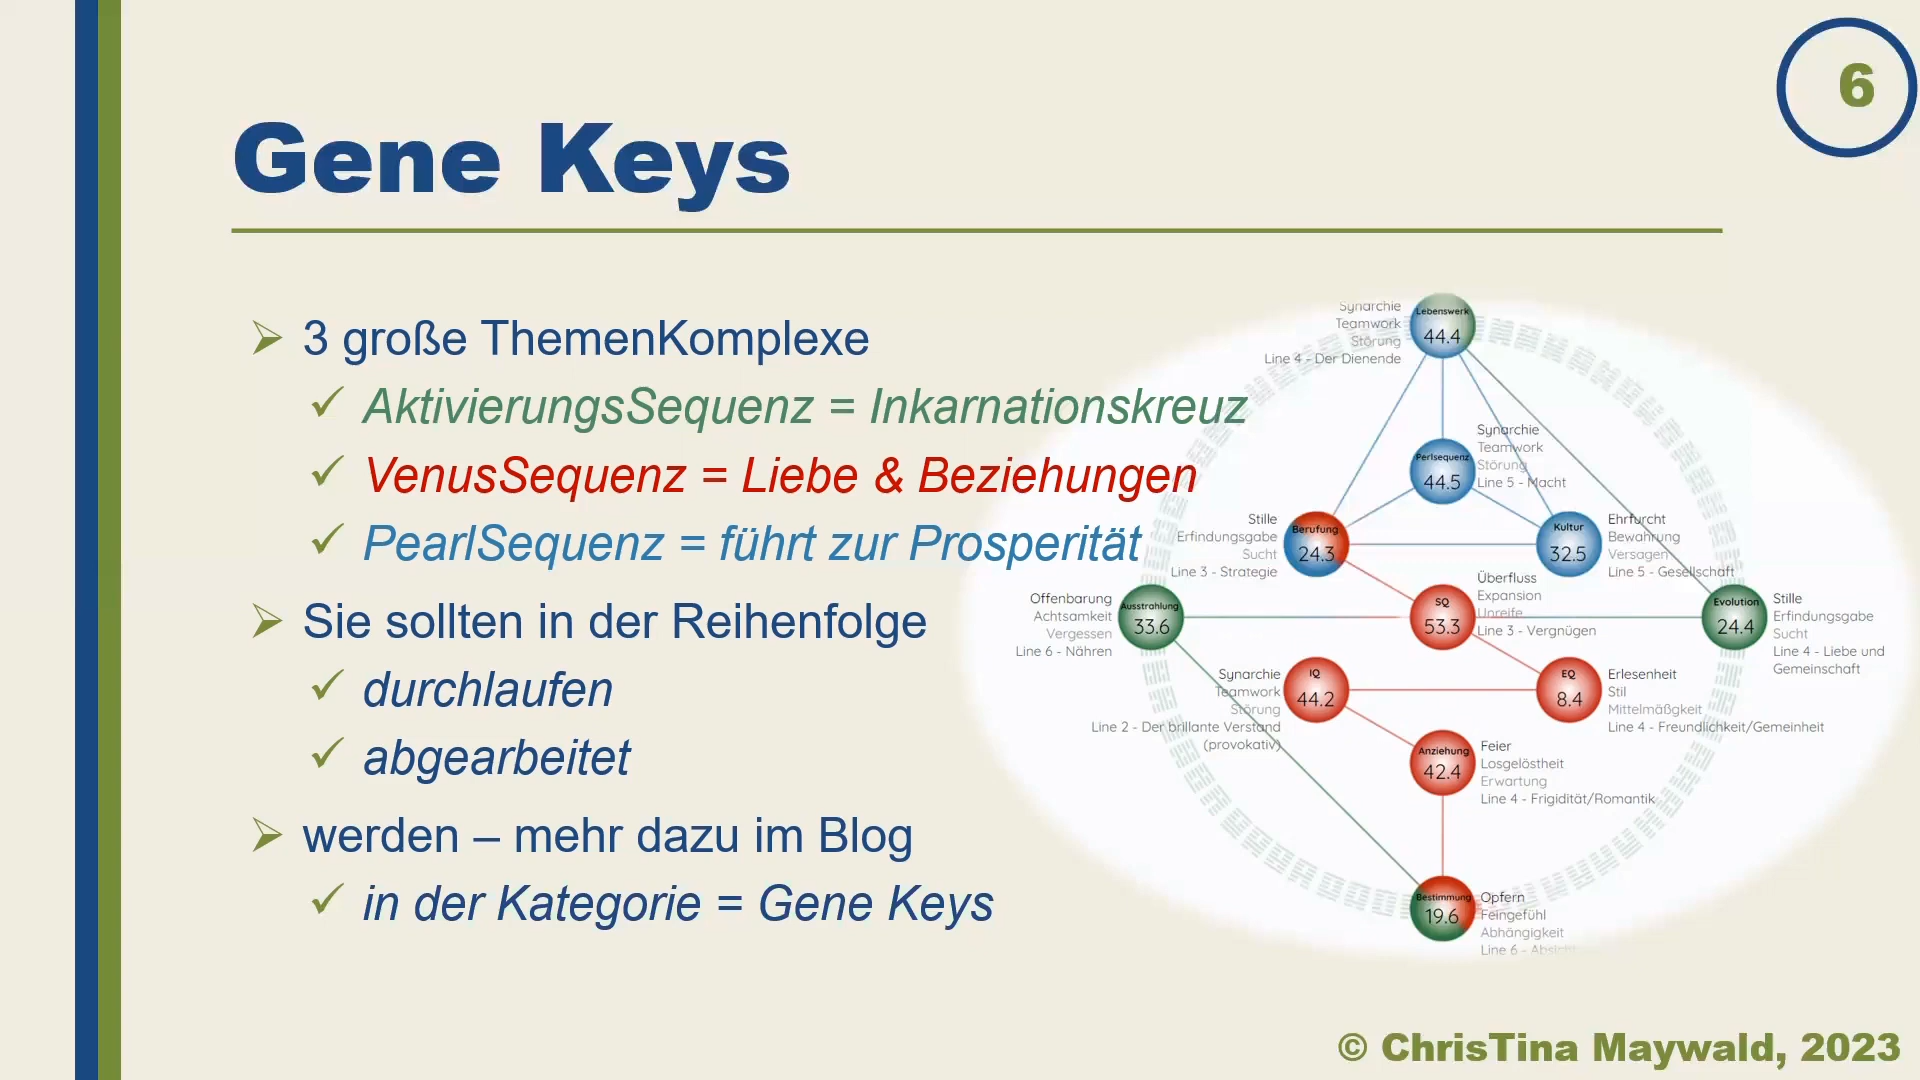 6
Gene Keys
3 große ThemenKomplexe
AktivierungsSequenz = Inkarnationskreuz
VenusSequenz = Liebe & Beziehungen
PearlSequenz = führt zur Prosperität
Sie sollten in der Reihenfolge
durchlaufen
abgearbeitet
werden – mehr dazu im Blog
in der Kategorie = Gene Keys
Synarchie
Teamwork
Störung
Line 4 - Der Dienende
Lebenswerk
44.4
Perlsequenz
44.5
Synarchie
Teamwork
Störung
Line 5 - Macht
Stille
Erfindungsgabe
Sucht
Line 3 - Strategie
Berufung
24.3
Kultur
32.5
Ehrfurcht
Bewahrung
Versagen
Line 5 - Gesellschaft
Offenbarung
Achtsamkeit
Vergessen
Line 6 - Nähren
Ausstrahlung
33.6
SQ
53.3
Überfluss
Expansion
Unreife
Line 3 - Vergnügen
Evolution
24.4
Stille
Erfindungsgabe
Sucht
Line 4 - Liebe und
Gemeinschaft
Synarchie
Teamwork
Störung
Line 2 - Der brillante Verstand
(provokativ)
IQ
44.2
EQ
8.4
Erlesenheit
Stil
Mittelmäßgkeit
Line 4 - Freundlichkeit/Gemeinheit
Anziehung
42.4
Feier
Losgelöstheit
Erwartung
Line 4 - Frigidität/Romantik
Bestimmung
19.6
Opfern
Feingefühl
Abhängigkeit
Line 6 - Absicht
© ChrisTina Maywald, 2023